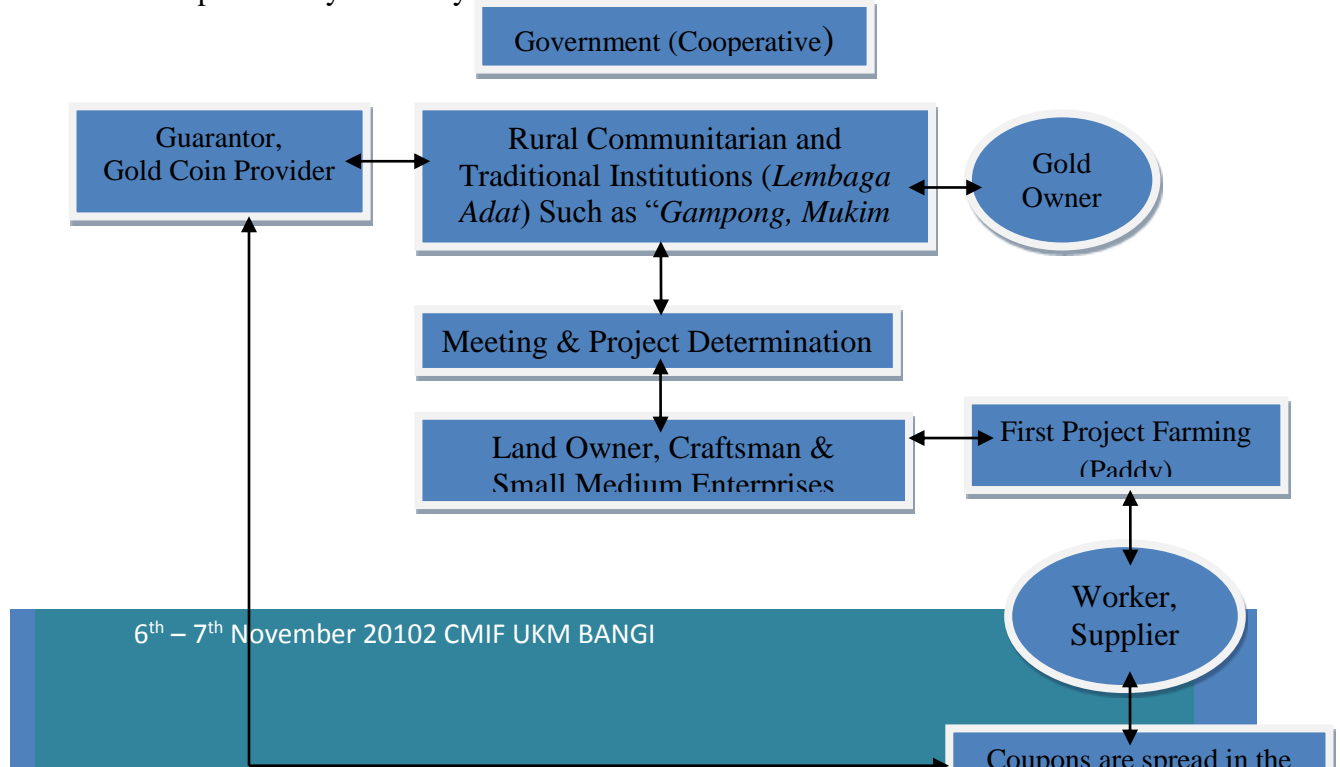 Government (Cooperative)
Guarantor,
Gold Coin Provider
Rural Communitarian and
Traditional Institutions (Lembaga
Adat) Such as “Gampong, Mukim
Gold
Owner
Meeting & Project Determination
Land Owner, Craftsman &
Small Medium Enterprises
First Project Farming
(Paddy)
Worker,
Supplier
6th – 7th November 20102 CMIF UKM BANGI
Coupons are spread in the